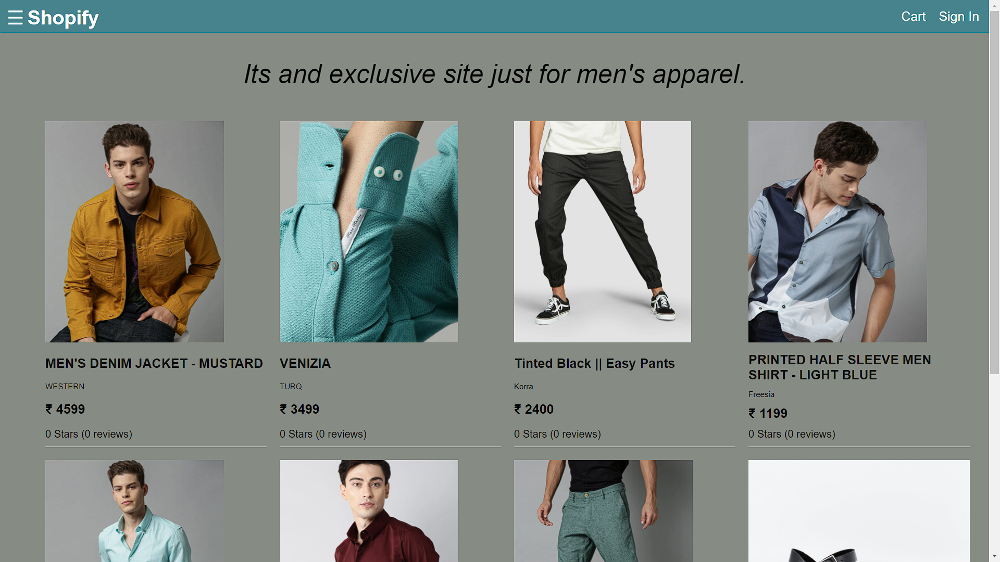 ☰ Shopify
Cart Sign In
Its and exclusive site just for men's apparel.
MEN'S DENIM JACKET - MUSTARD
WESTERN
₹ 4599
0 Stars (0 reviews)
VENIZIA
TURQ
₹ 3499
0 Stars (0 reviews)
Tinted Black || Easy Pants
Korra
₹ 2400
0 Stars (0 reviews)
PRINTED HALF SLEEVE MEN
SHIRT - LIGHT BLUE
Freesia
₹ 1199
0 Stars (0 reviews)